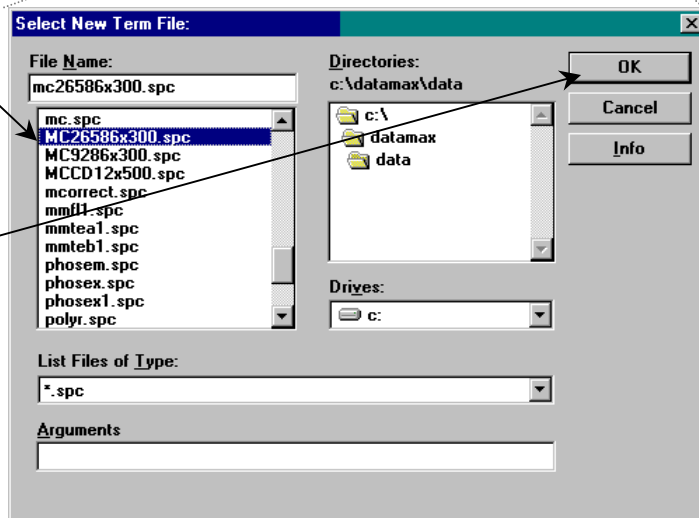 Select New Term File:
File Name:
mc26586x300.spc
mc.spc
MC26586x300.spc
MC9286x300.spc
MCCD12x500.spc
mcorrect.spc
mmfl1.spc
mmtea1.spc
mmteb1.spc
phosem.spc
phosex.spc
phosex1.spc
polyr.spc
Directories:
c:\datamax\data
c:\
datamax
data
Drives:
c:
OK
Cancel
Info
List Files of Type:
*.spc
Arguments